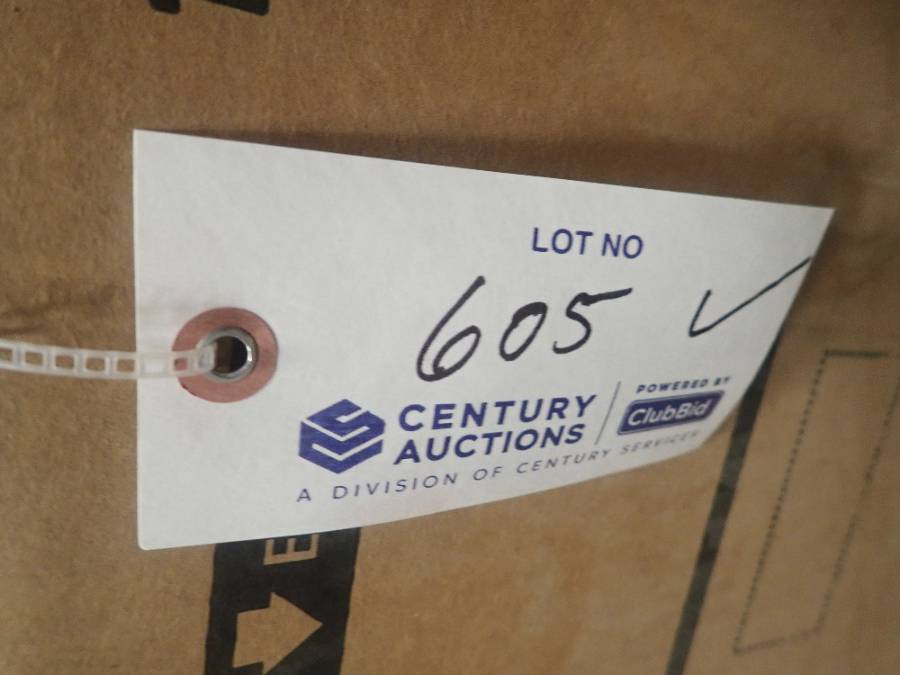 LOT NO
605 ✓
CENTURY
AUCTIONS
POWERED BY
ClubBid
A DIVISION OF CENTURY SERVICES
E